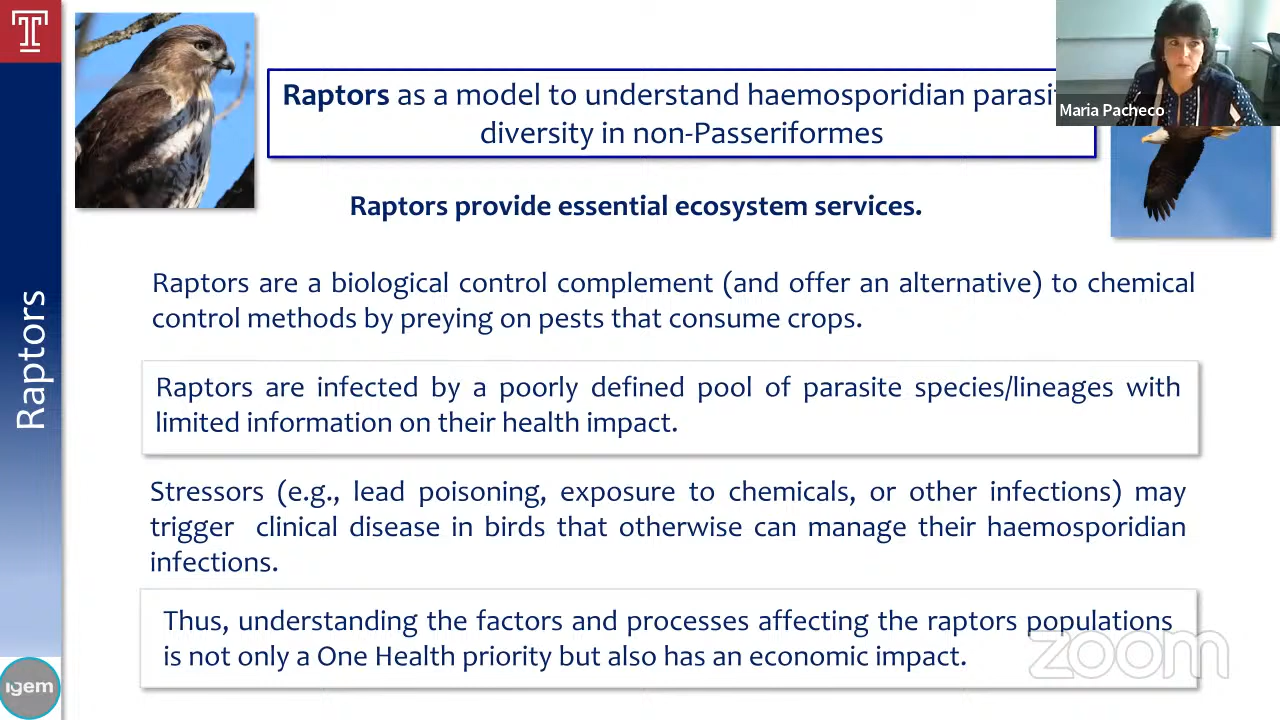 Raptors as a model to understand haemosporidian parasi
diversity in non-Passeriformes
Maria Pacheco
Raptors provide essential ecosystem services.
Raptors are a biological control complement (and offer an alternative) to chemical
control methods by preying on pests that consume crops.
Raptors
Raptors are infected by a poorly defined pool of parasite species/lineages with
limited information on their health impact.
Stressors (e.g., lead poisoning, exposure to chemicals, or other infections) may
trigger clinical disease in birds that otherwise can manage their haemosporidian
infections.
Thus, understanding the factors and processes affecting the raptors populations
is not only a One Health priority but also has an economic impact.
zoom
igem